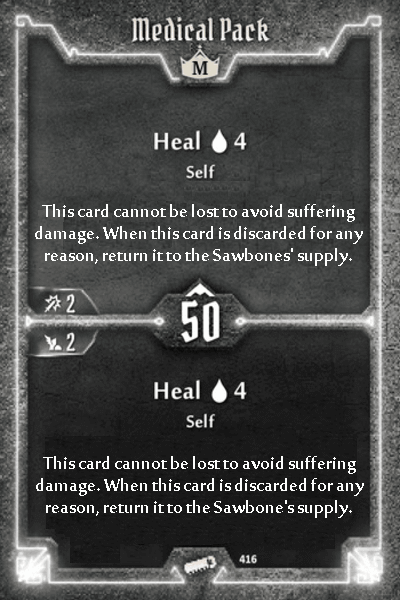 Medical Pack
M
Heal 4
Self
This card cannot be lost to avoid suffering
damage. When this card is discarded for any
reason, return it to the Sawbones' supply.
2
50
2
Heal 4
Self
This card cannot be lost to avoid suffering
damage. When this card is discarded for any
reason, return it to the Sawbone's supply.
416